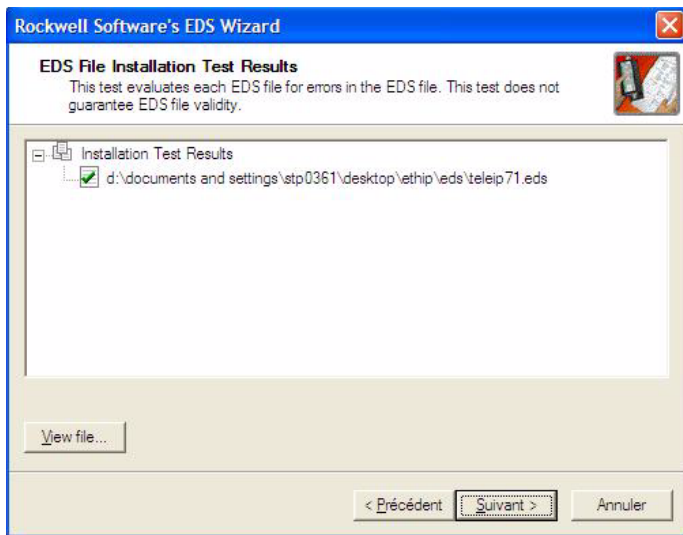 Rockwell Software's EDS Wizard
EDS File Installation Test Results
This test evaluates each EDS file for errors in the EDS file. This test does not
guarantee EDS file validity.
Installation Test Results
d:\documents and settings\stp0361\desktop\ethip\eds\teleip71.eds
View file...
< Précédent
Suivant >
Annuler